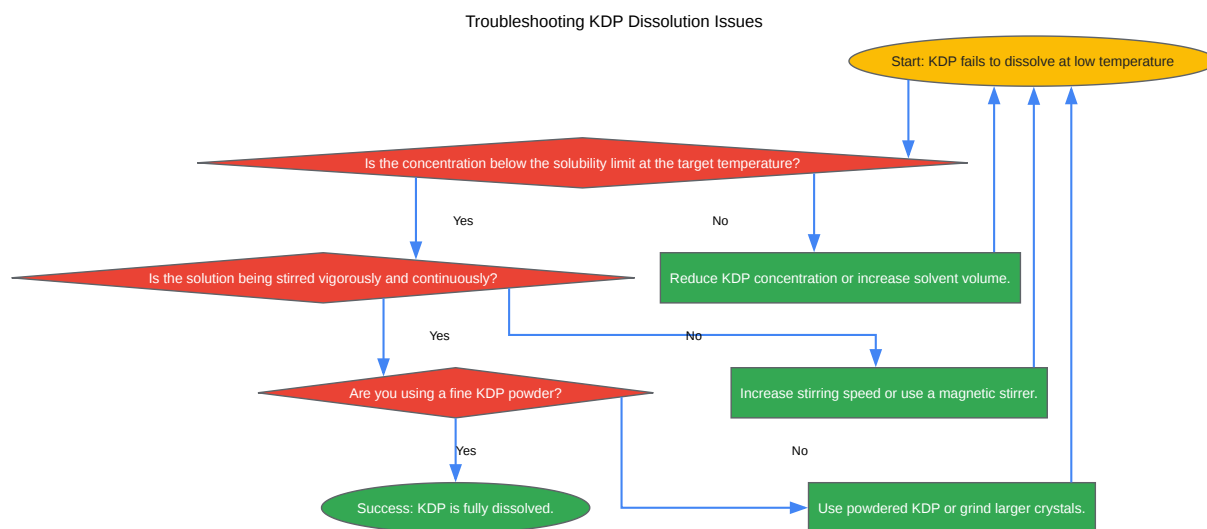 Troubleshooting KDP Dissolution Issues
Start: KDP fails to dissolve at low temperature
Is the concentration below the solubility limit at the target temperature?
Yes
No
Is the solution being stirred vigorously and continuously?
Reduce KDP concentration or increase solvent volume.
Yes
No
Are you using a fine KDP powder?
Increase stirring speed or use a magnetic stirrer.
Yes
No
Success: KDP is fully dissolved.
Use powdered KDP or grind larger crystals.